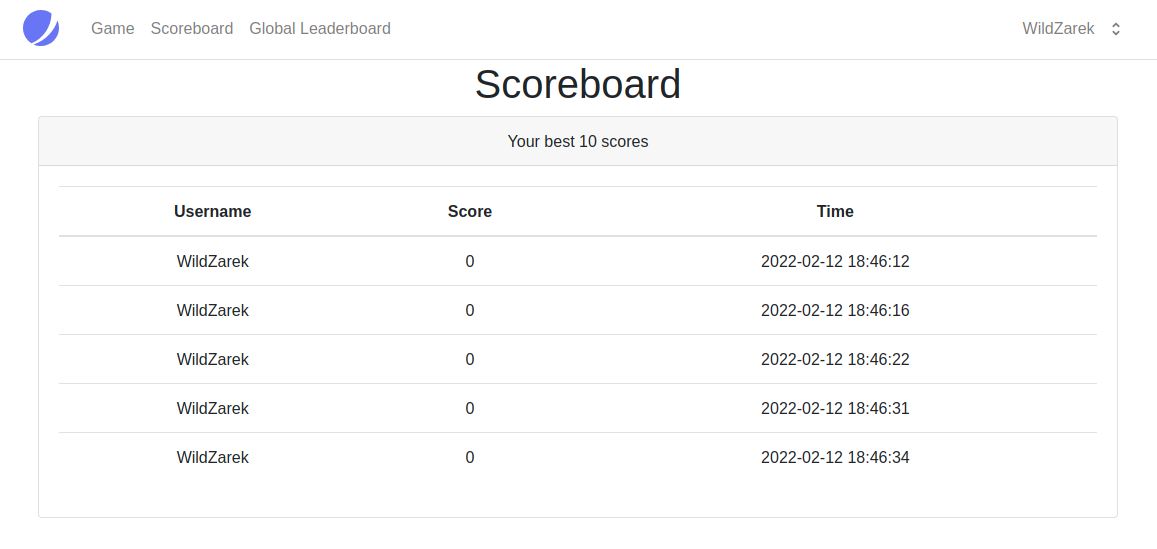 Game Scoreboard Global Leaderboard WildZarek
Scoreboard
Your best 10 scores
Username Score Time
WildZarek 0 2022-02-12 18:46:12
WildZarek 0 2022-02-12 18:46:16
WildZarek 0 2022-02-12 18:46:22
WildZarek 0 2022-02-12 18:46:31
WildZarek 0 2022-02-12 18:46:34